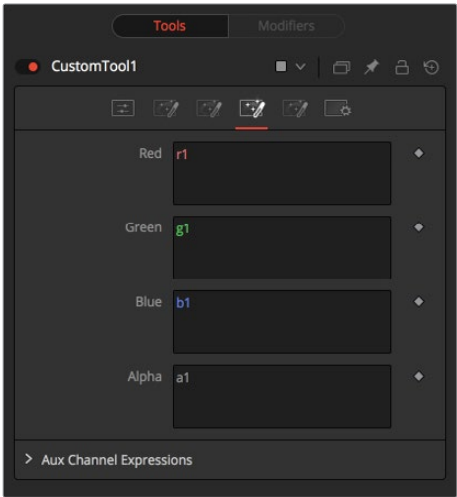 Tools Modifiers
CustomTool1
Red r1
Green g1
Blue b1
Alpha a1
Aux Channel Expressions